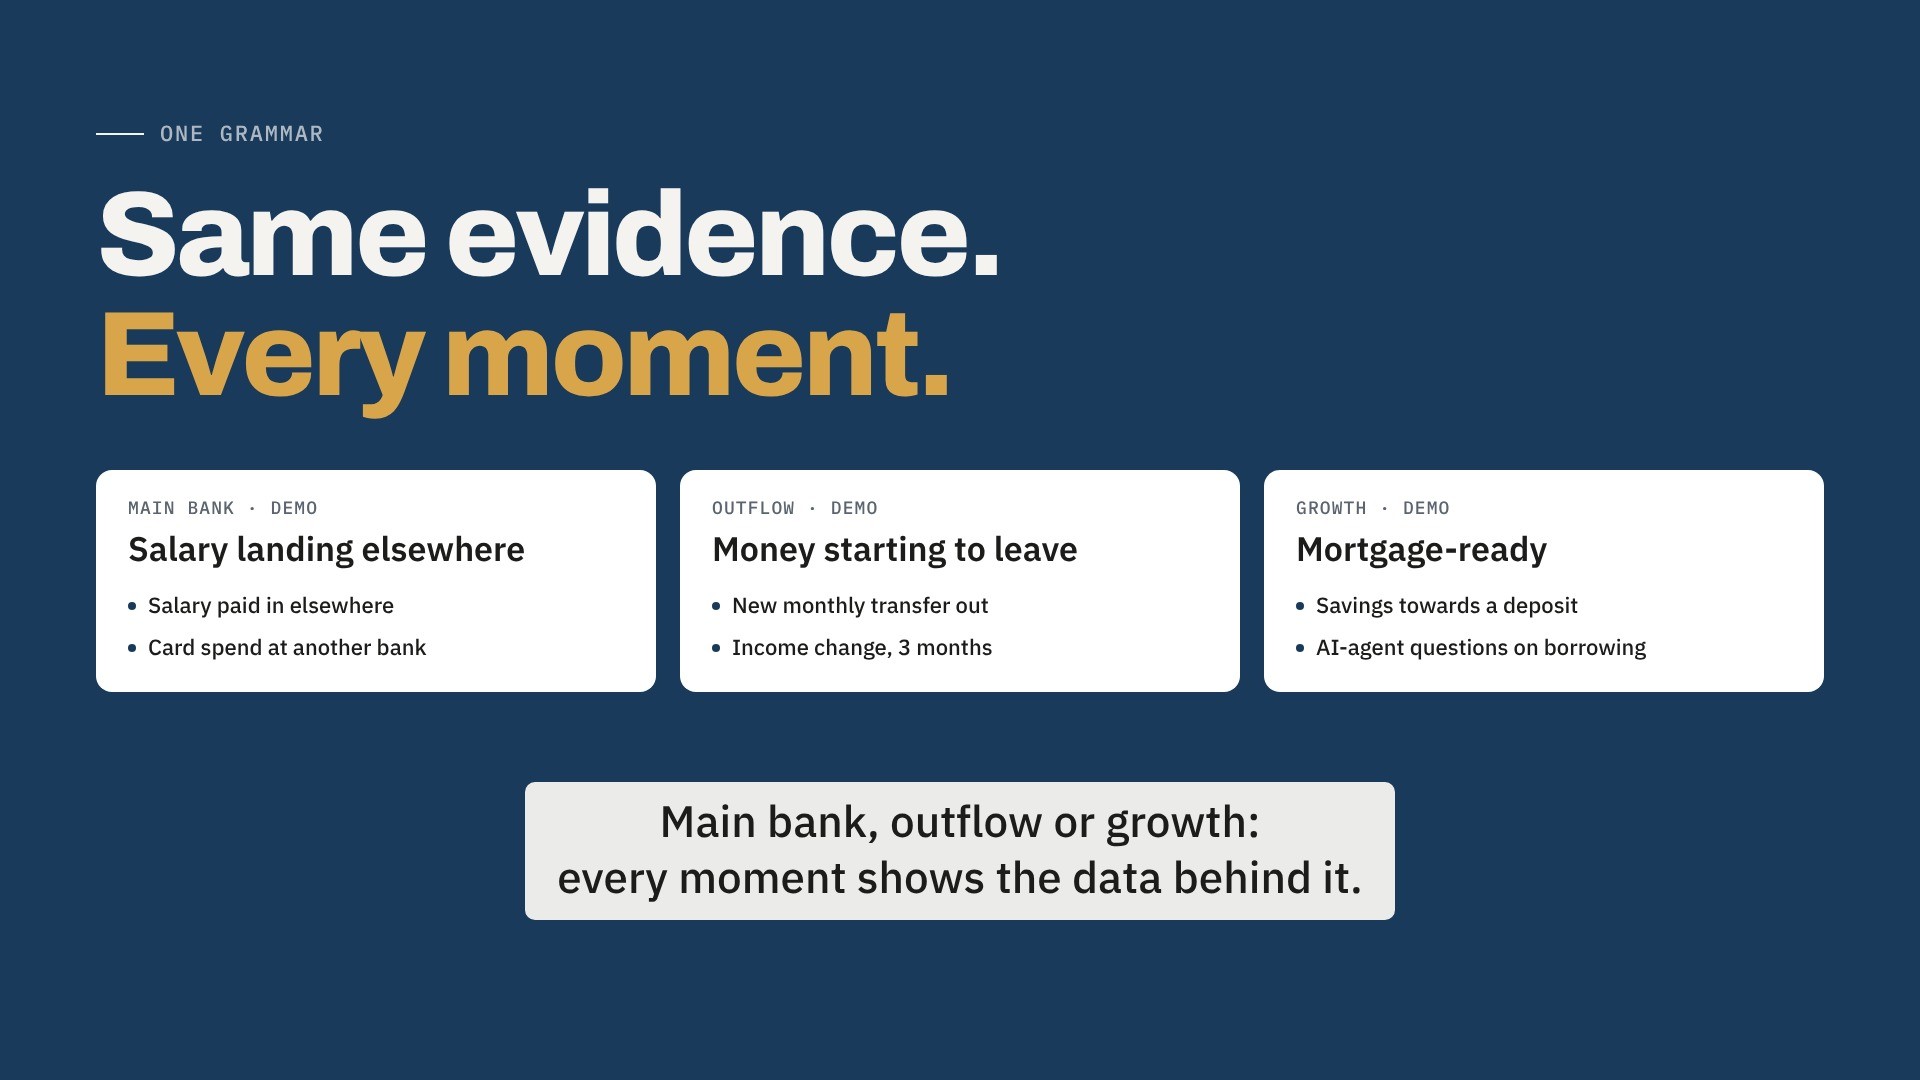 ONE GRAMMAR
Same evidence.
Every moment.
MAIN BANK · DEMO
Salary landing elsewhere
• Salary paid in elsewhere
• Card spend at another bank
OUTFLOW · DEMO
Money starting to leave
• New monthly transfer out
• Income change, 3 months
GROWTH · DEMO
Mortgage-ready
• Savings towards a deposit
• AI-agent questions on borrowing
Main bank, outflow or growth:
every moment shows the data behind it.